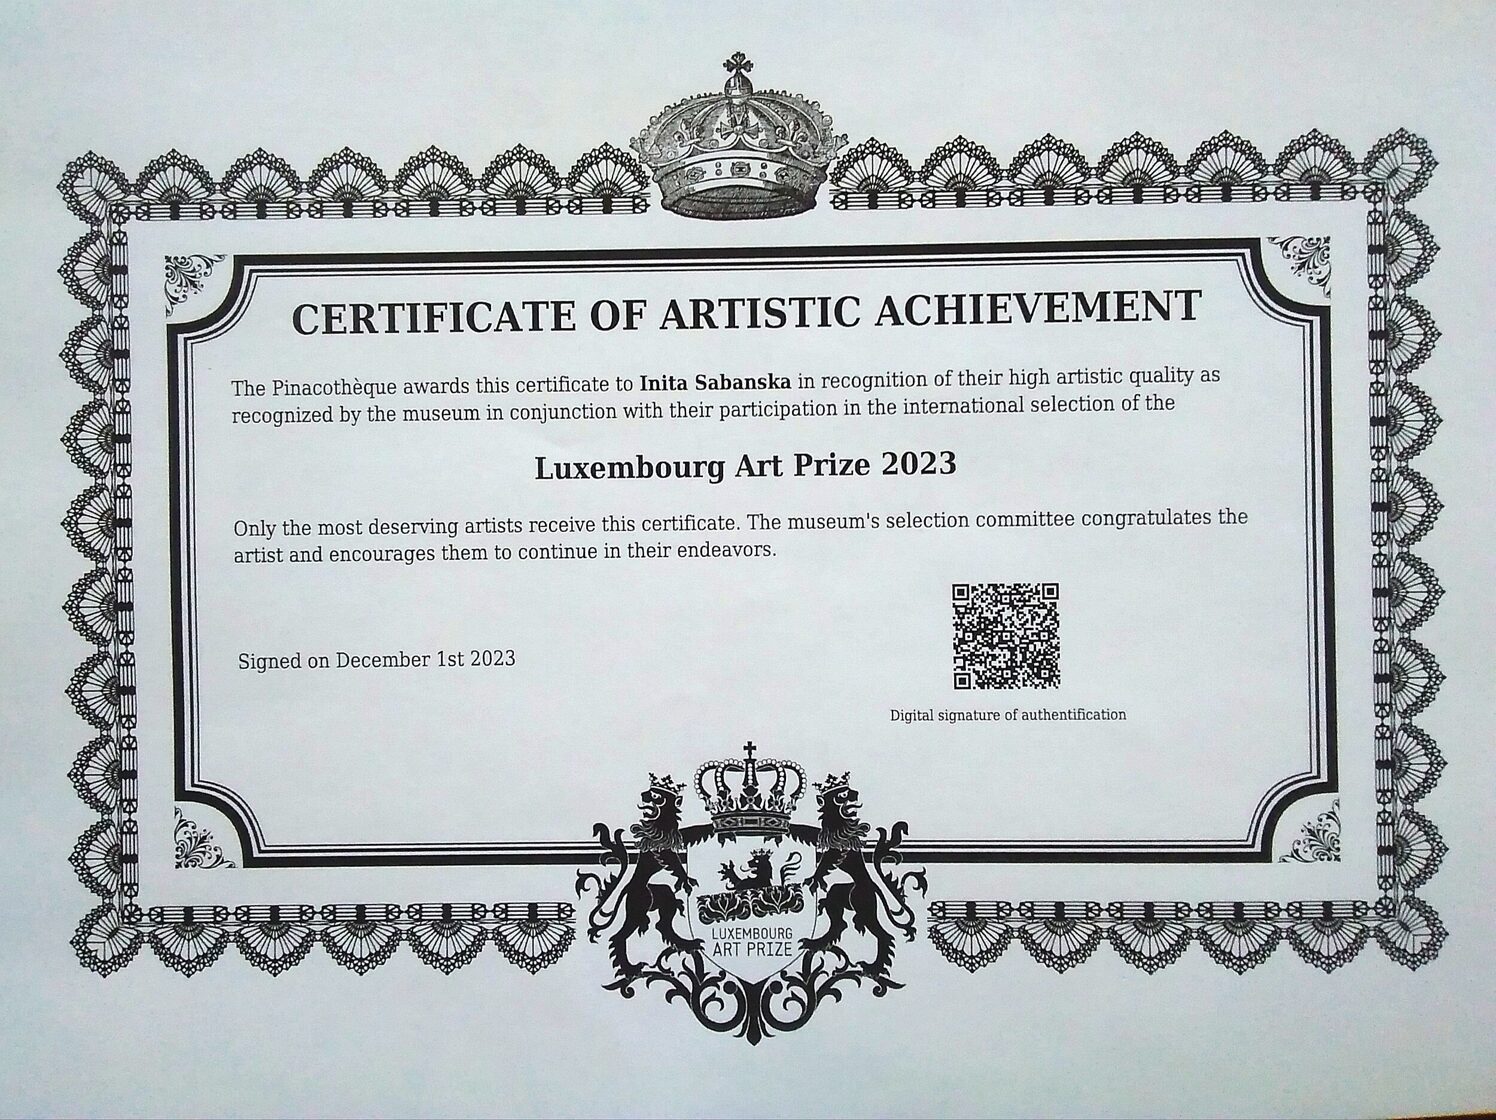 CERTIFICATE OF ARTISTIC ACHIEVEMENT
The Pinacothèque awards this certificate to Inita Sabanska in recognition of their high artistic quality as
recognized by the museum in conjunction with their participation in the international selection of the
Luxembourg Art Prize 2023
Only the most deserving artists receive this certificate. The museum's selection committee congratulates the
artist and encourages them to continue in their endeavors.
Signed on December 1st 2023
Digital signature of authentification
LUXEMBOURG
ART PRIZE